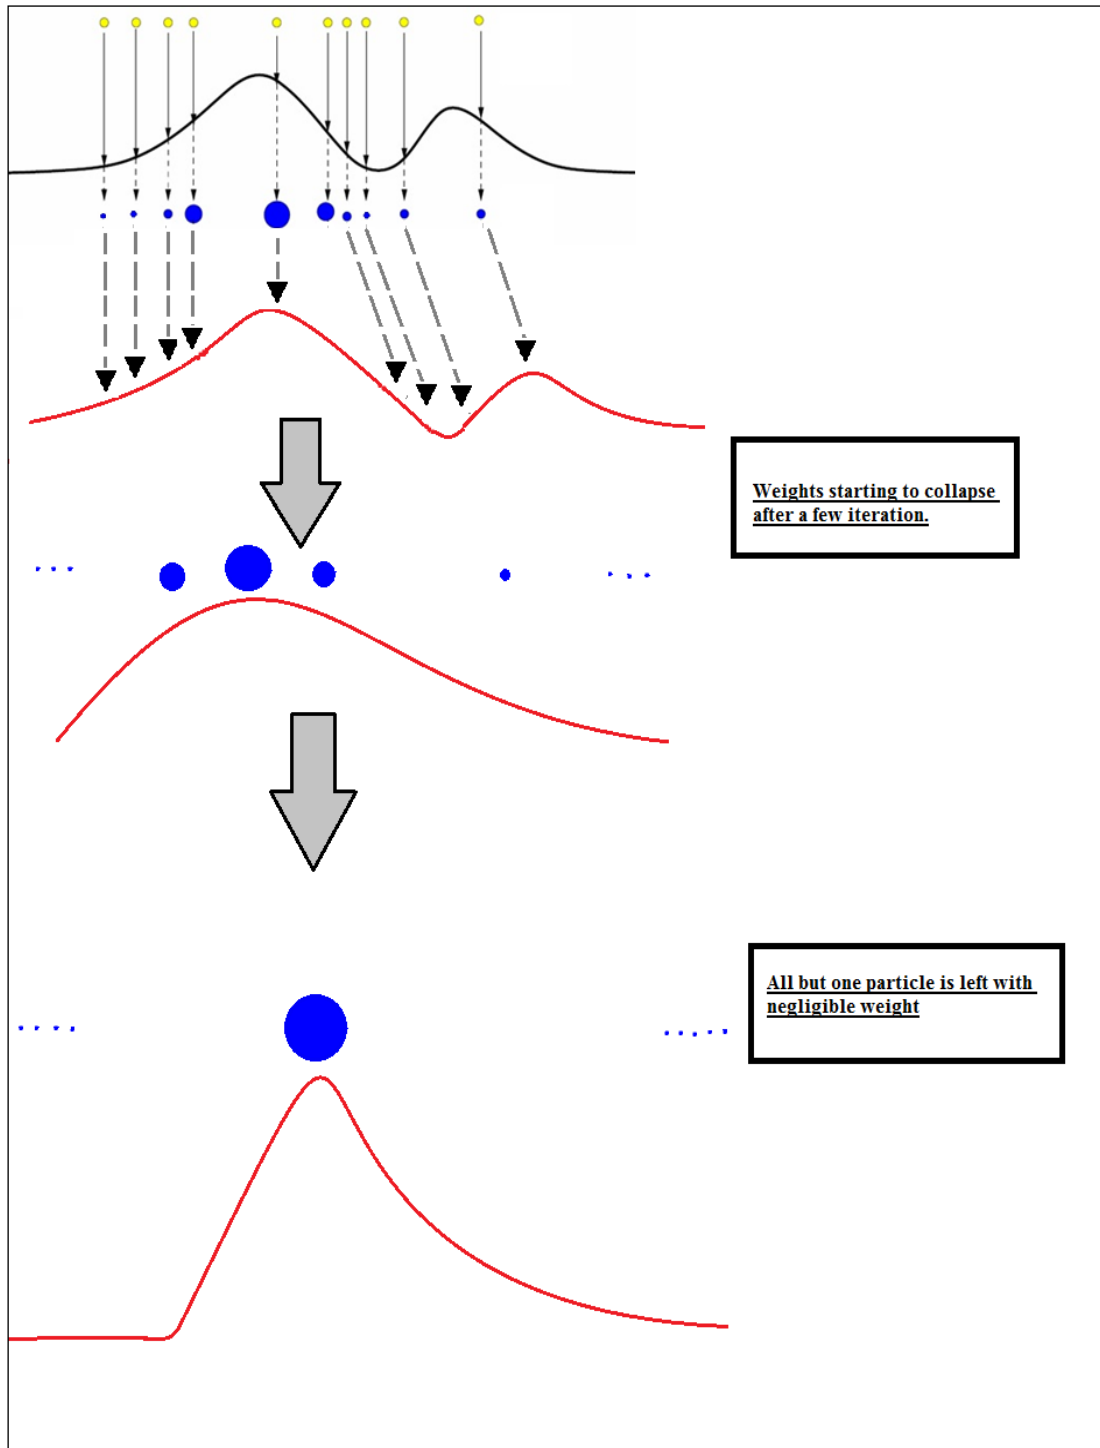 Weights starting to collapse
after a few iteration.
All but one particle is left with
negligible weight